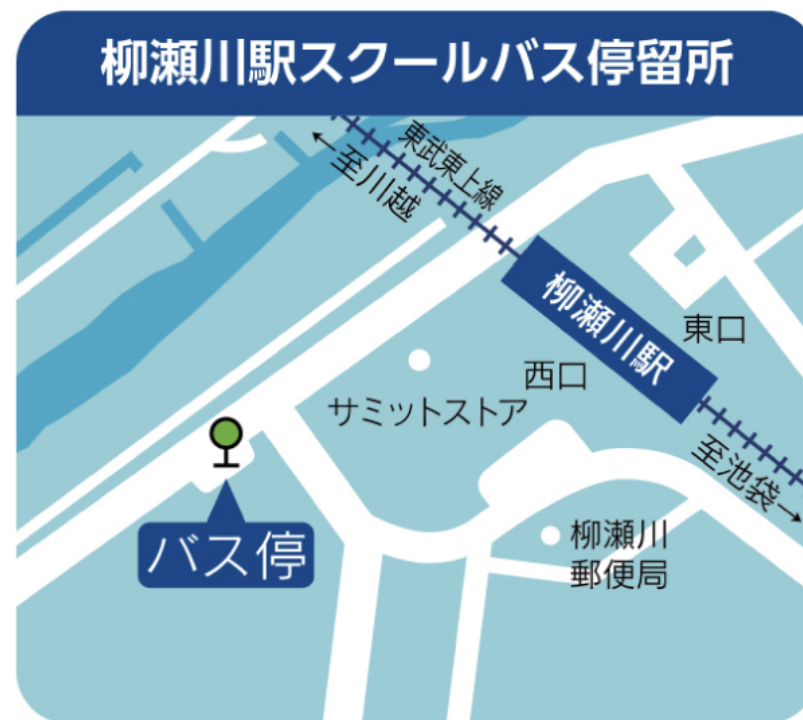 柳瀬川駅スクールバス停留所
東武東上線
←至川越
柳瀬川駅
東口
西口
サミットストア
至池袋→
バス停
柳瀬川
郵便局